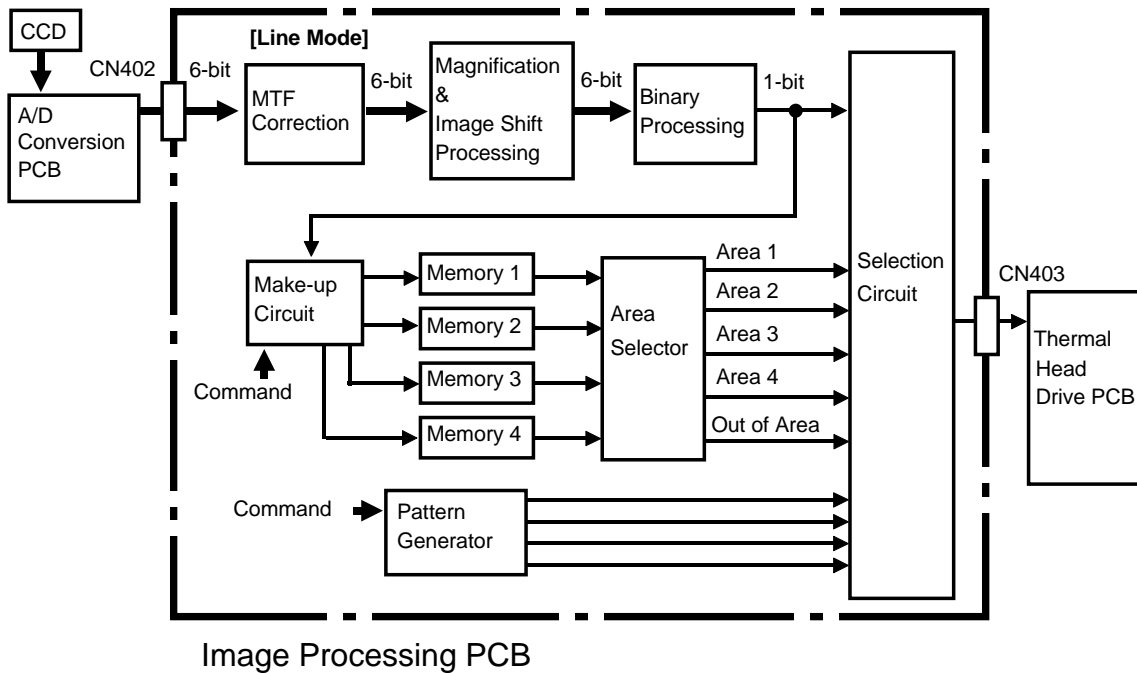 CCD
CN402
A/D
Conversion
PCB
[Line Mode]
6-bit
MTF
Correction
6-bit
Magnification
&
Image Shift
Processing
6-bit
Binary
Processing
1-bit
Make-up
Circuit
Command
Memory 1
Memory 2
Memory 3
Memory 4
Area
Selector
Area 1
Area 2
Area 3
Area 4
Out of Area
Command
Pattern
Generator
Selection
Circuit
CN403
Thermal
Head
Drive PCB
Image Processing PCB